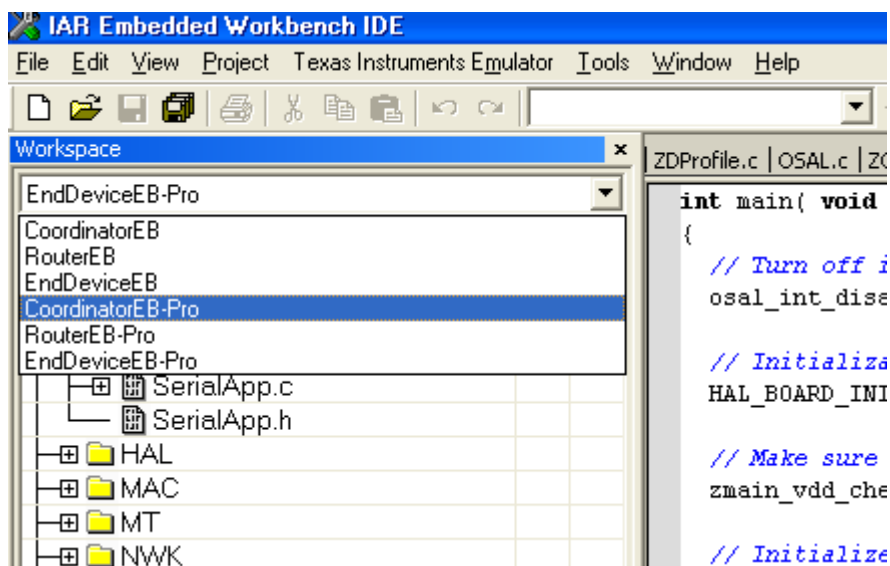 IAR Embedded Workbench IDE
File Edit View Project Texas Instruments Emulator Tools Window Help
Workspace
EndDeviceEB-Pro
CoordinatorEB
RouterEB
EndDeviceEB
CoordinatorEB-Pro
RouterEB-Pro
EndDeviceEB-Pro
SerialApp.c
SerialApp.h
HAL
MAC
MT
NWK
ZDProfile.c | OSAL.c | ZC
int main( void
{
// Turn off i
osal_int_disa
// Initializa
HAL_BOARD_INI
// Make sure
zmain_vdd_che
// Initialize